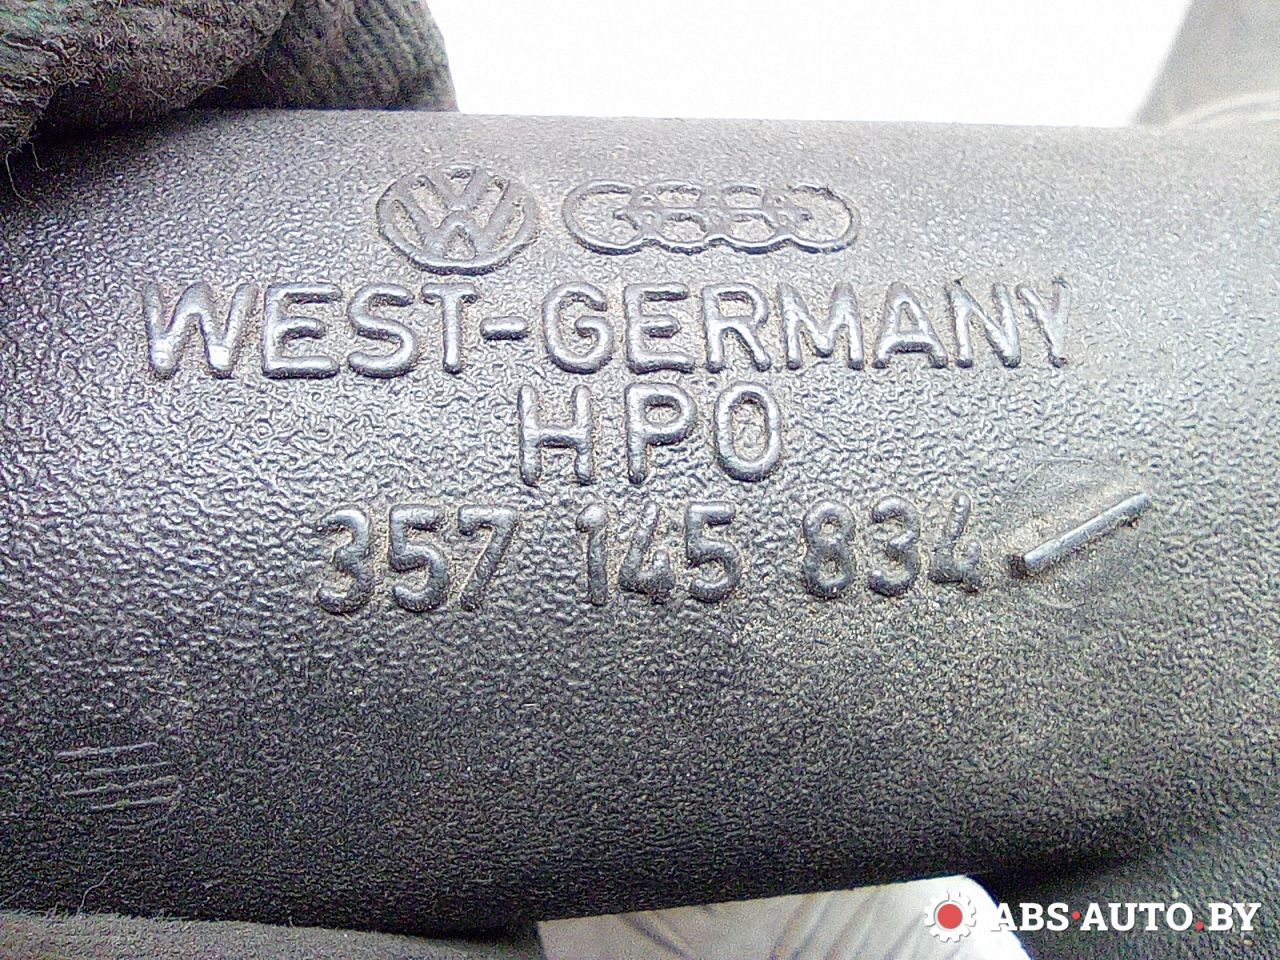 WEST-GERMANY
HPO
357 145 834
ABS·AUTO.BY